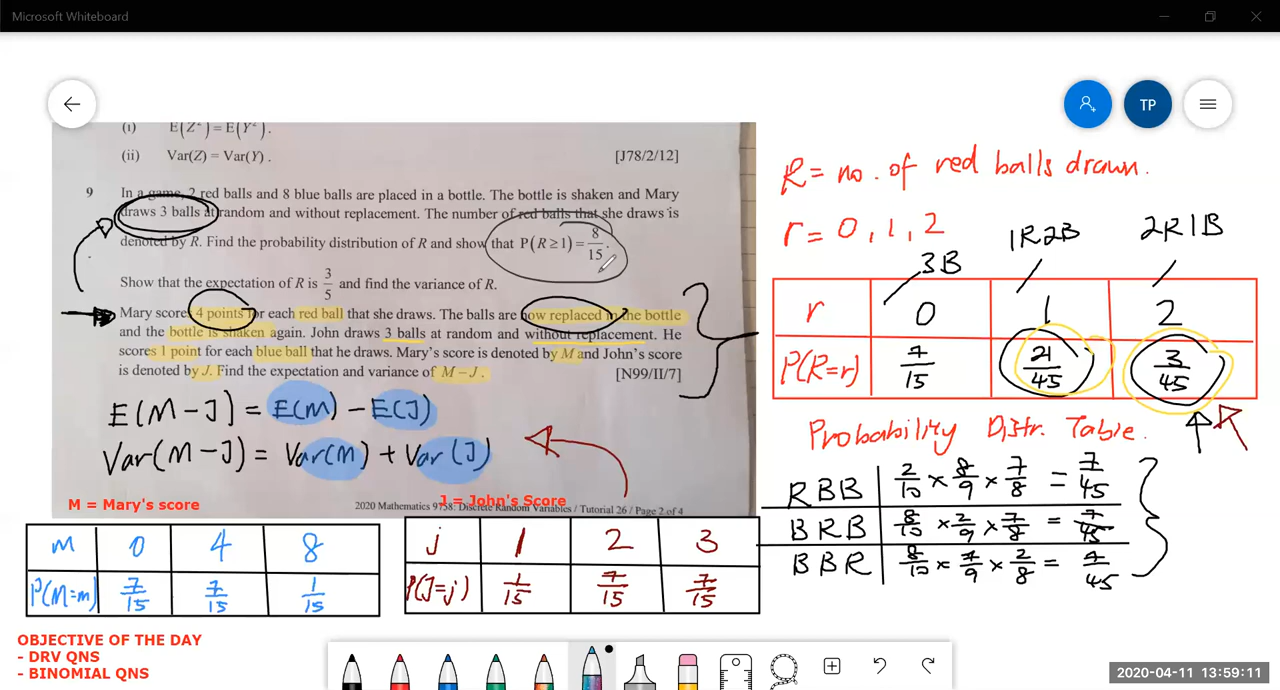 Microsoft Whiteboard
TP
(i) E(Z²) = E(Y²).
(ii) Var(Z) = Var(Y). [J78/2/12]
9 In a game, 2 red balls and 8 blue balls are placed in a bottle. The bottle is shaken and Mary
draws 3 balls at random and without replacement. The number of red balls that she draws is
denoted by R. Find the probability distribution of R and show that P(R≥1) = 8/15.
Show that the expectation of R is 3/5 and find the variance of R.
Mary scores 4 points for each red ball that she draws. The balls are now replaced in the bottle
and the bottle is shaken again. John draws 3 balls at random and without replacement. He
scores 1 point for each blue ball that he draws. Mary's score is denoted by M and John's score
is denoted by J. Find the expectation and variance of M – J. [N99/II/7]
E(M-J) = E(M) - E(J)
Var(M-J) = Var(M) + Var(J)
M = Mary's score
J = John's Score
2020 Mathematics 9758: Discrete Random Variables / Tutorial 26 / Page 2 of 4
m 0 4 8
P(M=m) 7/15 7/15 1/15
j 1 2 3
P(J=j) 1/15 7/15 7/15
OBJECTIVE OF THE DAY
- DRV QNS
- BINOMIAL QNS
R = no. of red balls drawn.
r = 0, 1, 2
3B 1R2B 2R1B
r 0 1 2
P(R=r) 7/15 21/45 3/45
Probability Distr. Table.
RBB 2/10 × 8/9 × 7/8 = 7/45
BRB 8/10 × 2/9 × 7/8 = 7/45
BBR 8/10 × 7/9 × 2/8 = 7/45
2020-04-11 13:59:11